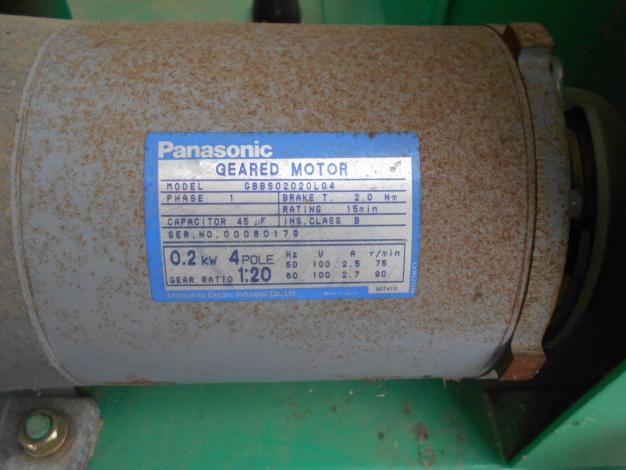 Panasonic
GEARED MOTOR
MODEL GBBS02020LQ4
PHASE 1 BRAKE T. 2.0 Nm
RATING 15min
CAPACITOR 45 µF INS.CLASS B
SER.NO.00060179
0.2 KW 4 POLE Hz V A r/min
50 100 2.5 75
GEAR RATIO 1:20 60 100 2.7 90
Matsushita Electric Industrial Co., Ltd.
Made in Japan